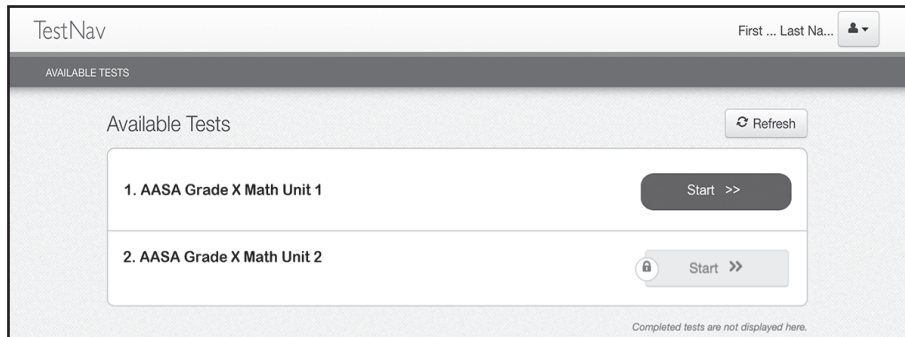 TestNav
First ... Last Na...
AVAILABLE TESTS
Available Tests
Refresh
1. AASA Grade X Math Unit 1
Start >>
2. AASA Grade X Math Unit 2
Start >>
Completed tests are not displayed here.